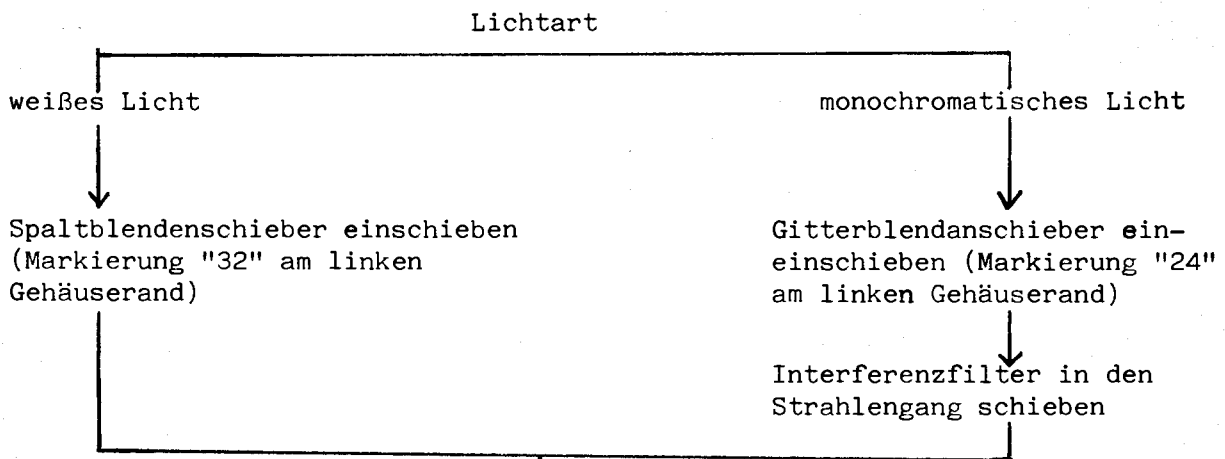 Lichtart
weißes Licht
monochromatisches Licht
Spaltblendenschieber einschieben
(Markierung "32" am linken
Gehäuserand)
Gitterblendanschieber ein-
einschieben (Markierung "24"
am linken Gehäuserand)
Interferenzfilter in den
Strahlengang schieben